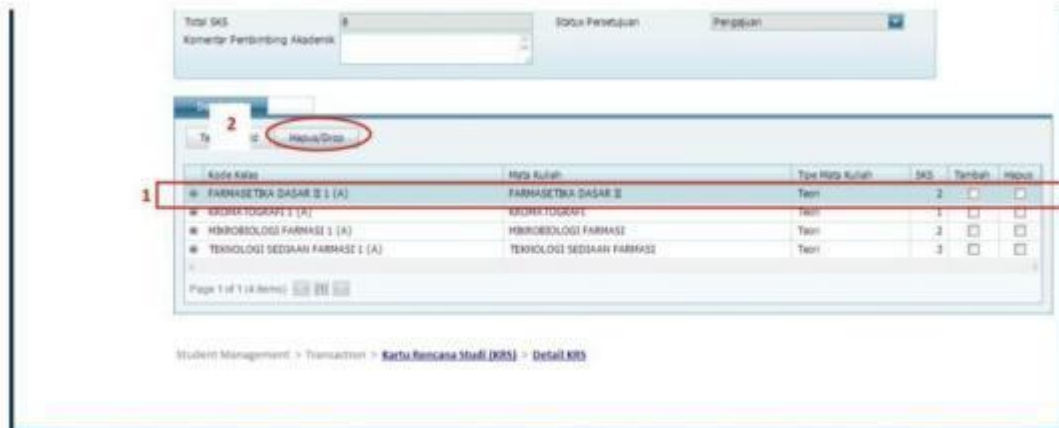 Total SKS 8 Status Persetujuan Pengajuan
Komentar Pembimbing Akademik
2
Hapus/Drop
Kode Kelas Mata Kuliah Tipe Mata Kuliah SKS Tambah Hapus
1 FARMASETIKA DASAR II 1 (A) FARMASETIKA DASAR II Teori 2
KROMATOGRAFI 1 (A) KROMATOGRAFI Teori 1
MIKROBIOLOGI FARMASI 1 (A) MIKROBIOLOGI FARMASI Teori 2
TEKNOLOGI SEDIAAN FARMASI 1 (A) TEKNOLOGI SEDIAAN FARMASI Teori 3
Page 1 of 1 (4 items) [1]
Student Management > Transaction > Kartu Rencana Studi (KRS) > Detail KRS